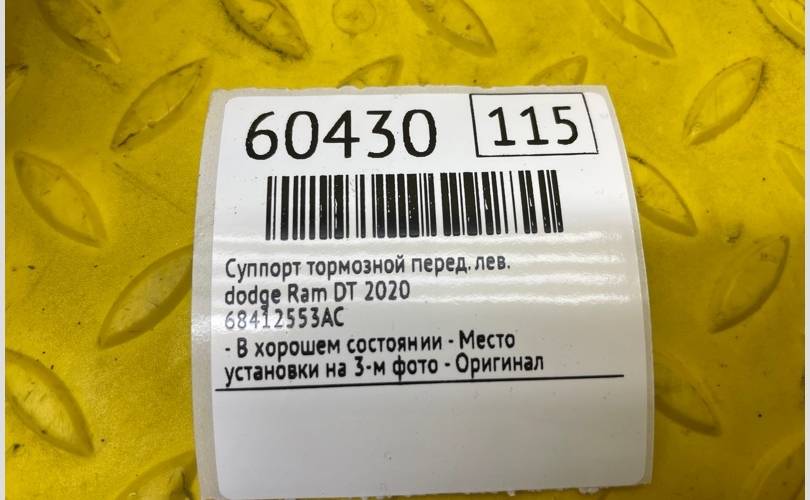 60430 115
Суппорт тормозной перед. лев.
dodge Ram DT 2020
68412553AC
- В хорошем состоянии - Место
установки на 3-м фото - Оригинал